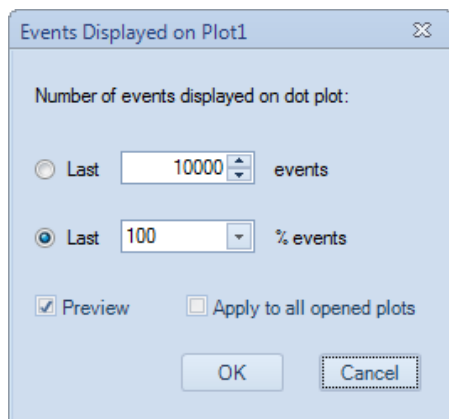 Events Displayed on Plot1
Number of events displayed on dot plot:
Last 10000 events
Last 100 % events
Preview Apply to all opened plots
OK Cancel